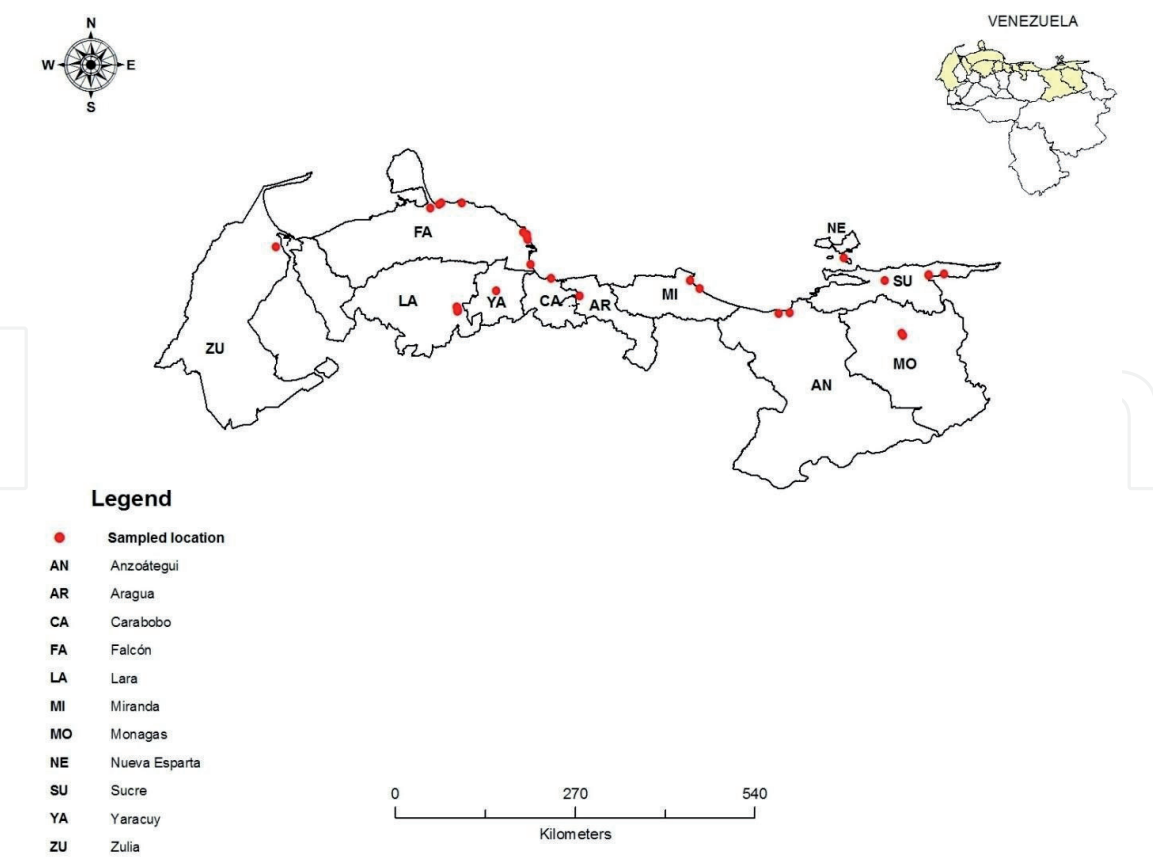 VENEZUELA
N
W E
S
NE
FA
SU
LA
YA
CA
AR
MI
ZU
MO
AN
Legend
Sampled location
AN Anzoátegui
AR Aragua
CA Carabobo
FA Falcón
LA Lara
MI Miranda
MO Monagas
NE Nueva Esparta
SU Sucre
YA Yaracuy
ZU Zulia
0 270 540
Kilometers